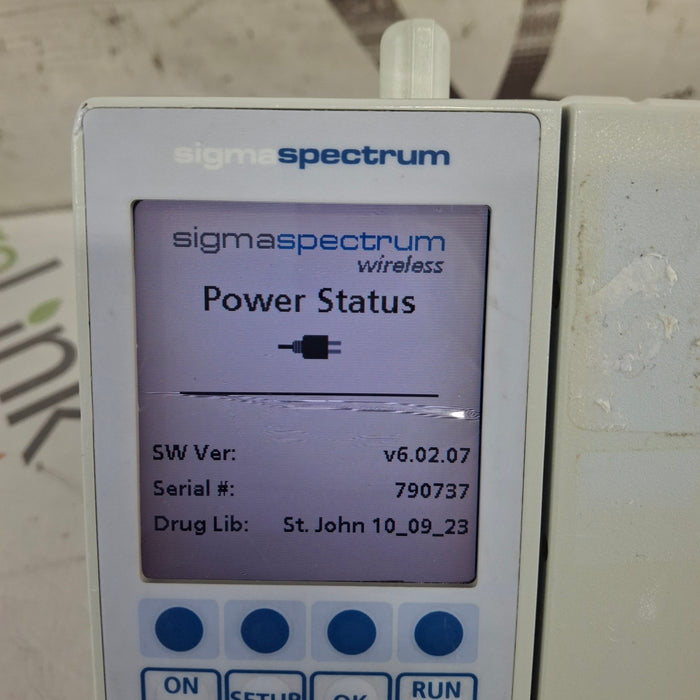 sigmaspectrum
sigmaspectrum
wireless
Power Status
SW Ver: v6.02.07
Serial #: 790737
Drug Lib: St. John 10_09_23
ON SETUP OK RUN